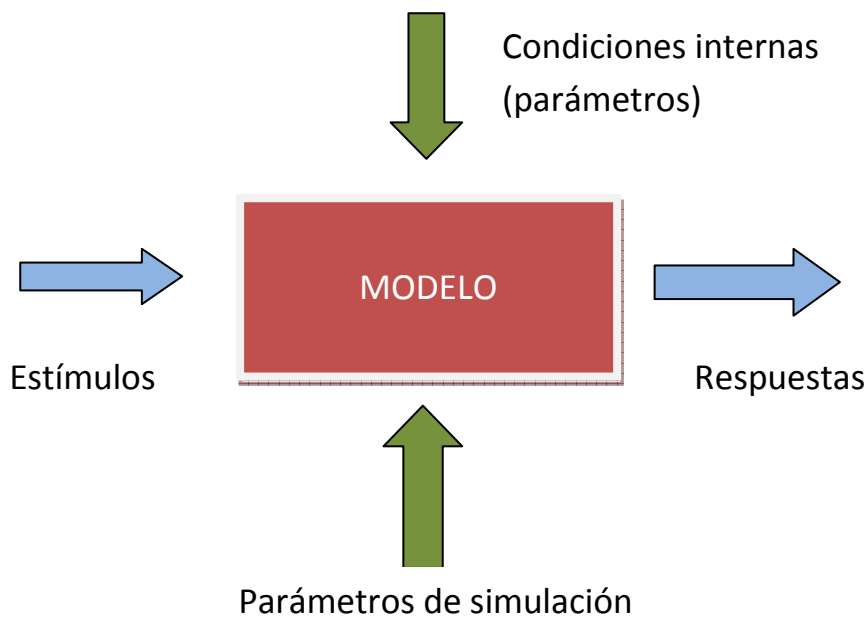 Condiciones internas
(parámetros)
MODELO
Estímulos
Respuestas
Parámetros de simulación